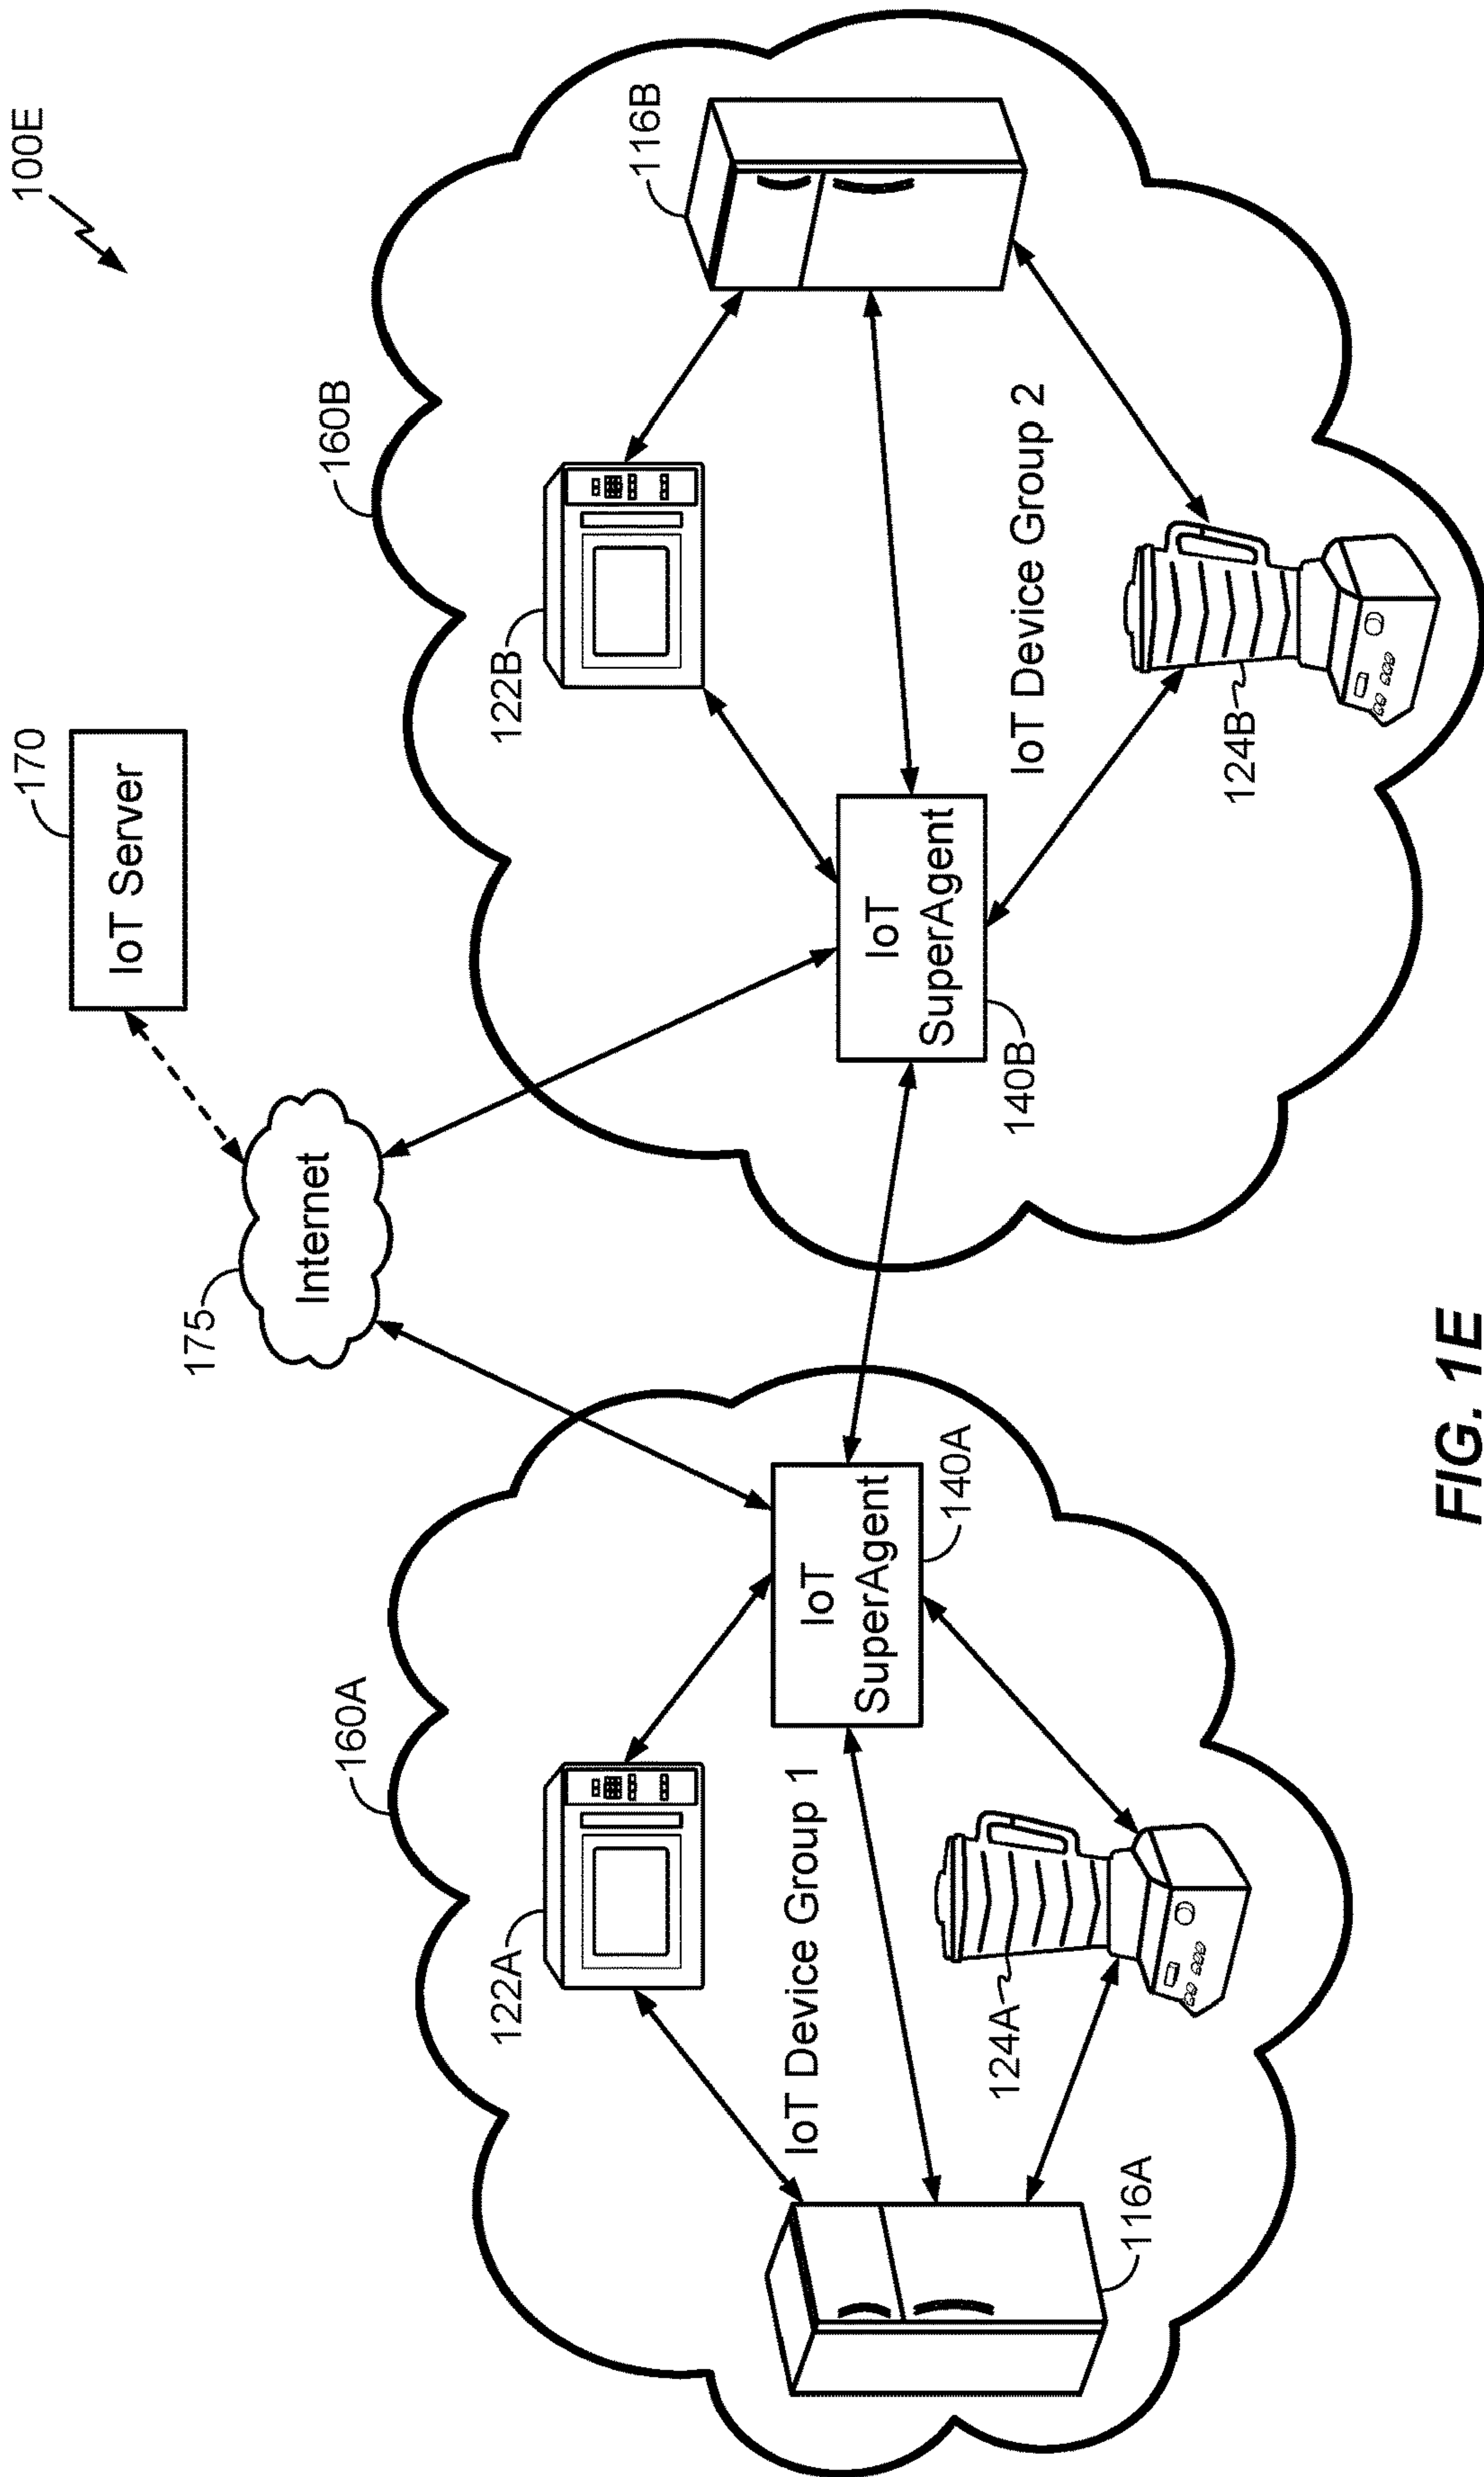 100E
170
IoT Server
175
Internet
160A
160B
122A
122B
116B
IoT
SuperAgent
140A
IoT
SuperAgent
140B
IoT Device Group 1
IoT Device Group 2
124A
124B
116A
FIG. 1E